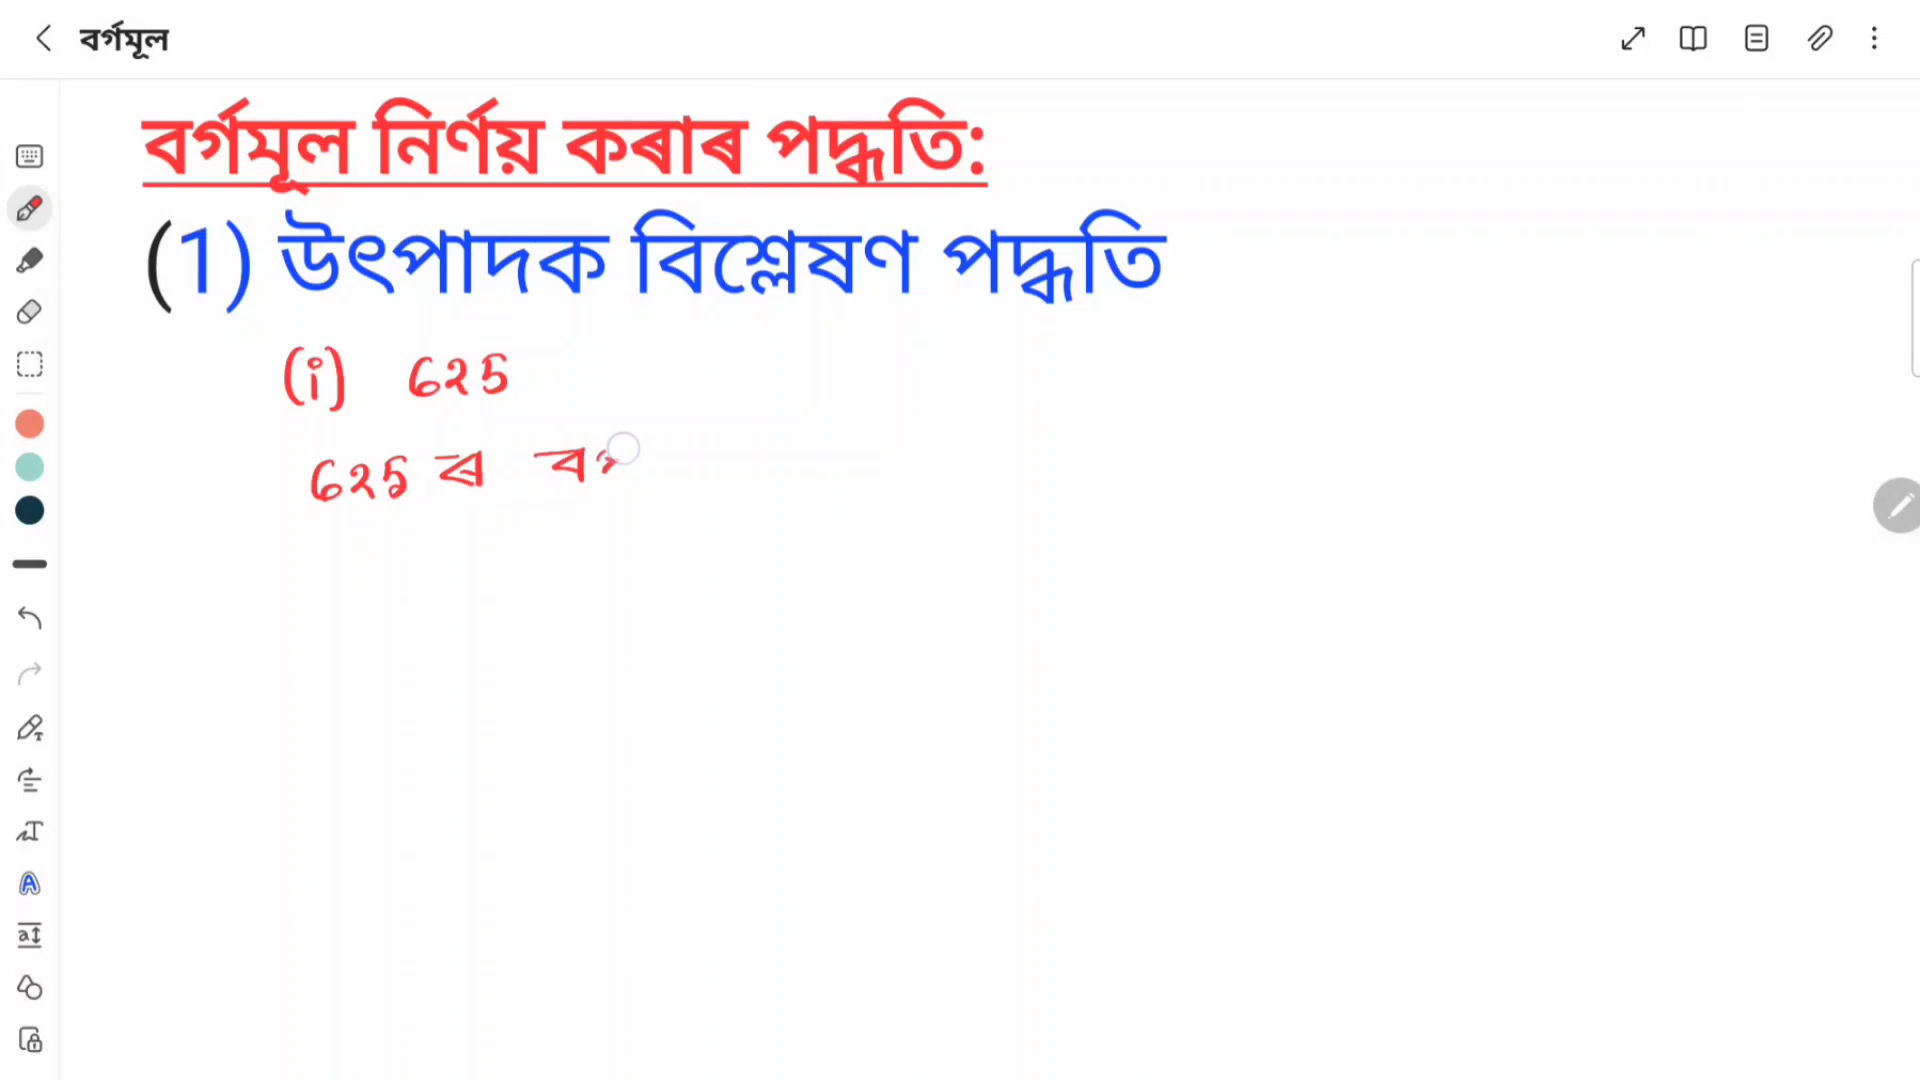 বৰ্গমূল
বৰ্গমূল নিৰ্ণয় কৰাৰ পদ্ধতি:
(1) উৎপাদক বিশ্লেষণ পদ্ধতি
(i) 625
625 ৰ